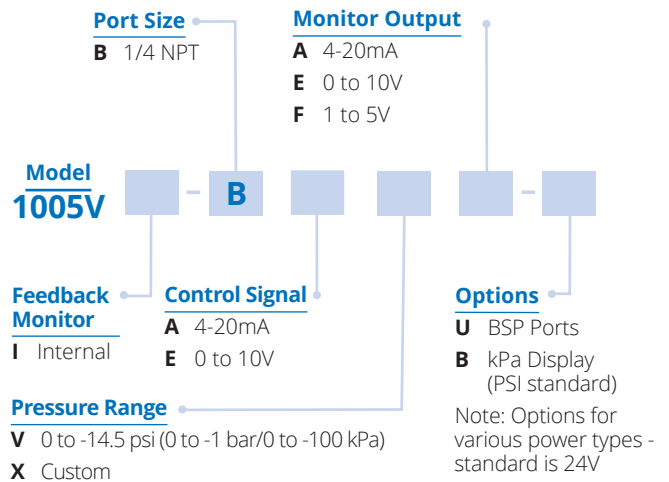 Port Size
B 1/4 NPT
Monitor Output
A 4-20mA
E 0 to 10V
F 1 to 5V
Model
1005V - B -
Feedback
Monitor
I Internal
Control Signal
A 4-20mA
E 0 to 10V
Pressure Range
V 0 to -14.5 psi (0 to -1 bar/0 to -100 kPa)
X Custom
Options
U BSP Ports
B kPa Display
(PSI standard)
Note: Options for
various power types -
standard is 24V